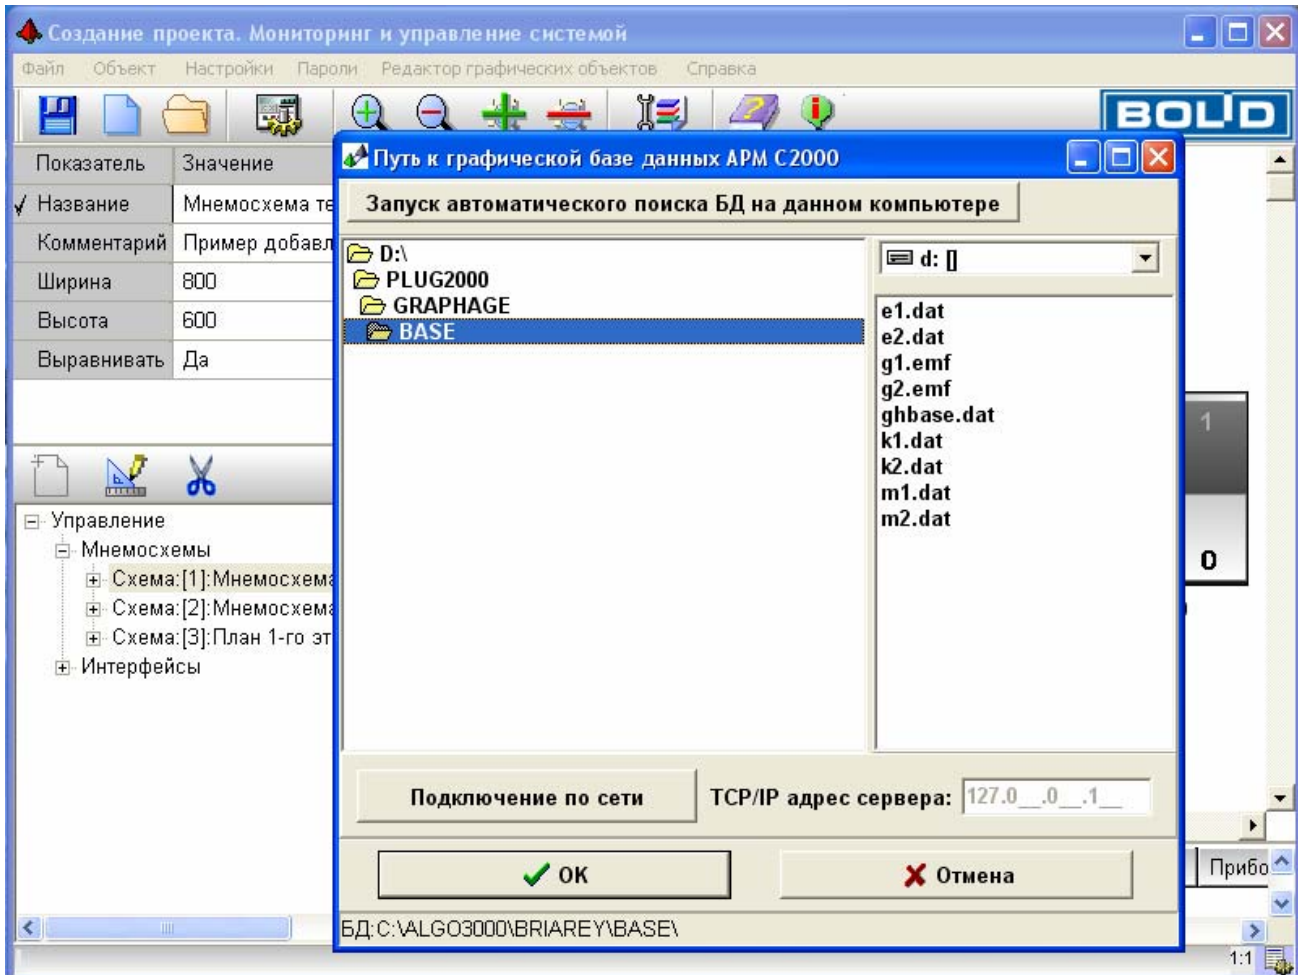 Создание проекта. Мониторинг и управление системой
Файл Объект Настройки Пароли Редактор графических объектов Справка
BOLID
Показатель Значение
Название Мнемосхема те
Комментарий Пример добавл
Ширина 800
Высота 600
Выравнивать Да
Управление
Мнемосхемы
Схема:[1]:Мнемосхема
Схема:[2]:Мнемосхема
Схема:[3]:План 1-го эт
Интерфейсы
Путь к графической базе данных АРМ С2000
Запуск автоматического поиска БД на данном компьютере
D:\
PLUG2000
GRAPHAGE
BASE
d: []
e1.dat
e2.dat
g1.emf
g2.emf
ghbase.dat
k1.dat
k2.dat
m1.dat
m2.dat
Подключение по сети TCP/IP адрес сервера: 127.0__.0__.1__
OK Отмена
БД:C:\ALGO3000\BRIAREY\BASE\
1
0
Прибо
1:1